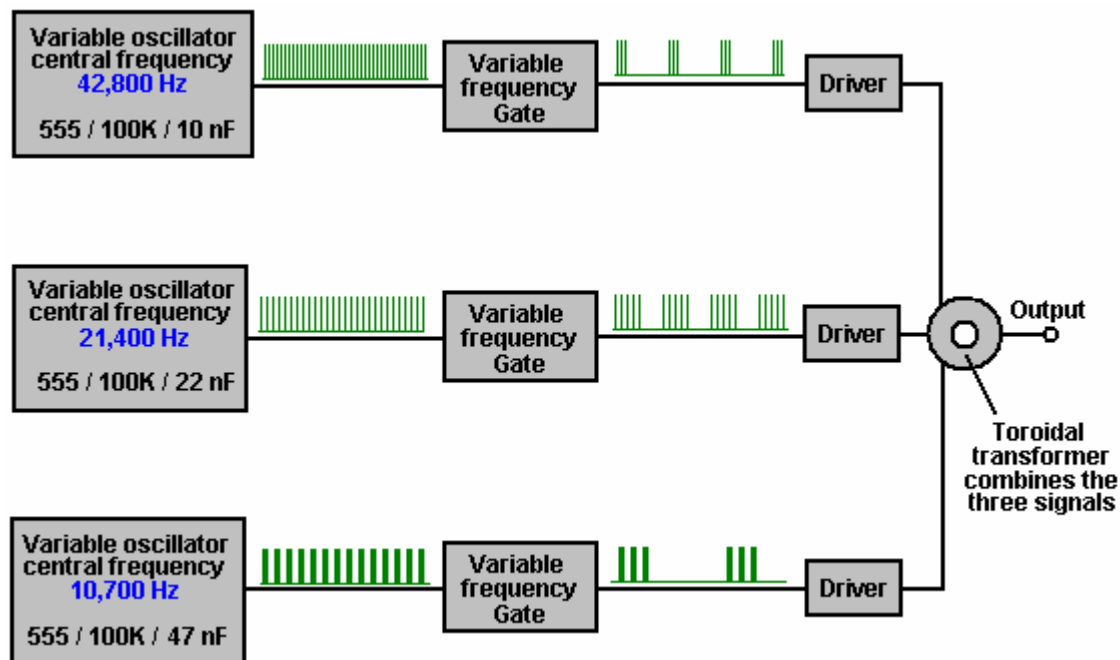 Variable oscillator
central frequency
42,800 Hz
555 / 100K / 10 nF
Variable
frequency
Gate
Driver
Variable oscillator
central frequency
21,400 Hz
555 / 100K / 22 nF
Variable
frequency
Gate
Driver
Output
Toroidal
transformer
combines the
three signals
Variable oscillator
central frequency
10,700 Hz
555 / 100K / 47 nF
Variable
frequency
Gate
Driver